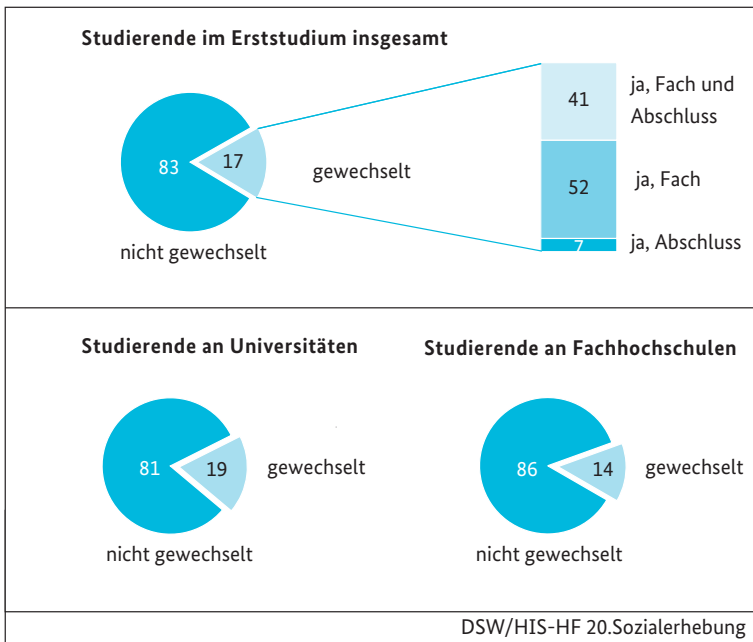 Studierende im Erststudium insgesamt
83
17
gewechselt
nicht gewechselt
41
ja, Fach und
Abschluss
52
ja, Fach
7
ja, Abschluss
Studierende an Universitäten
81
19
gewechselt
nicht gewechselt
Studierende an Fachhochschulen
86
14
gewechselt
nicht gewechselt
DSW/HIS-HF 20.Sozialerhebung